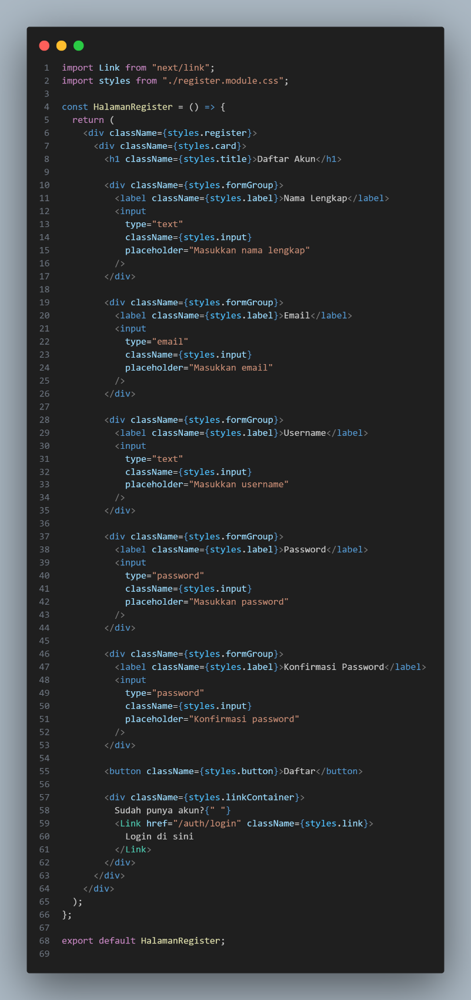 1 import Link from "next/link";
2 import styles from "./register.module.css";
3
4 const HalamanRegister = () => {
5   return (
6     <div className={styles.register}>
7       <div className={styles.card}>
8         <h1 className={styles.title}>Daftar Akun</h1>
9
10         <div className={styles.formGroup}>
11           <label className={styles.label}>Nama Lengkap</label>
12           <input
13             type="text"
14             className={styles.input}
15             placeholder="Masukkan nama lengkap"
16           />
17         </div>
18
19         <div className={styles.formGroup}>
20           <label className={styles.label}>Email</label>
21           <input
22             type="email"
23             className={styles.input}
24             placeholder="Masukkan email"
25           />
26         </div>
27
28         <div className={styles.formGroup}>
29           <label className={styles.label}>Username</label>
30           <input
31             type="text"
32             className={styles.input}
33             placeholder="Masukkan username"
34           />
35         </div>
36
37         <div className={styles.formGroup}>
38           <label className={styles.label}>Password</label>
39           <input
40             type="password"
41             className={styles.input}
42             placeholder="Masukkan password"
43           />
44         </div>
45
46         <div className={styles.formGroup}>
47           <label className={styles.label}>Konfirmasi Password</label>
48           <input
49             type="password"
50             className={styles.input}
51             placeholder="Konfirmasi password"
52           />
53         </div>
54
55         <button className={styles.button}>Daftar</button>
56
57         <div className={styles.linkContainer}>
58           Sudah punya akun?{" "}
59           <Link href="/auth/login" className={styles.link}>
60             Login di sini
61           </Link>
62         </div>
63       </div>
64     </div>
65   );
66 };
67
68 export default HalamanRegister;
69